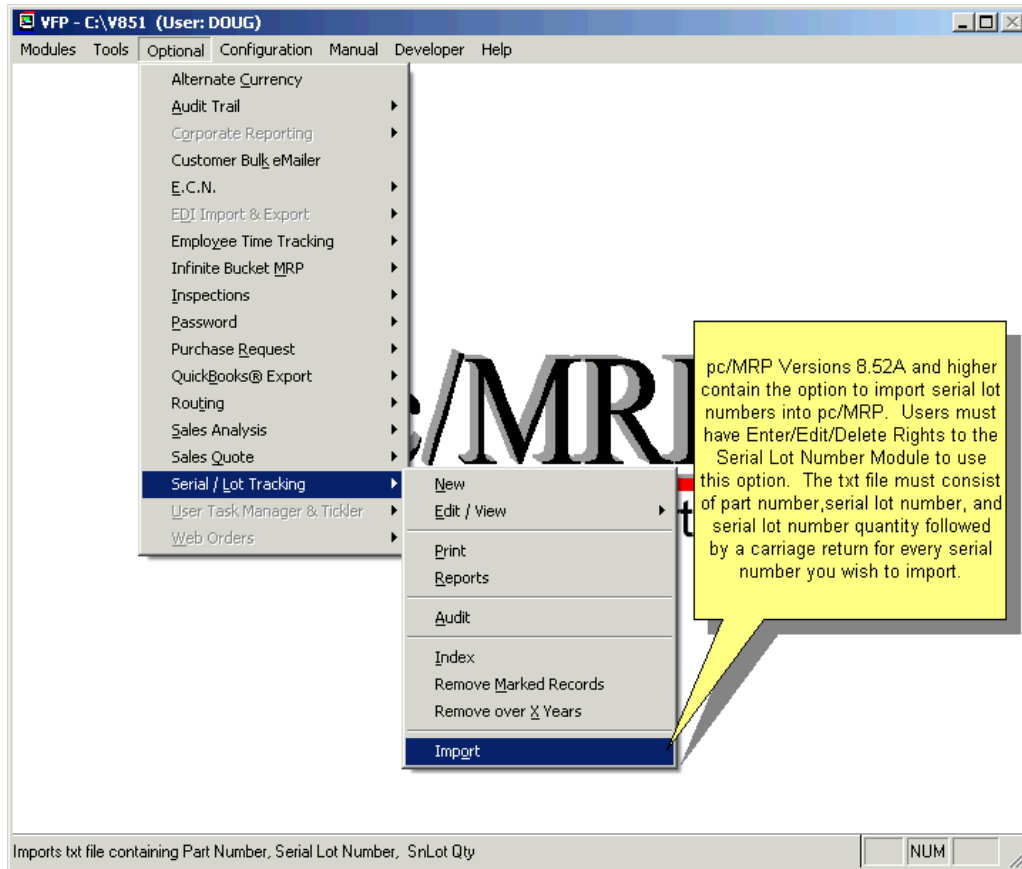 VFP - C:\V851 (User: DOUG)
Modules Tools Optional Configuration Manual Developer Help
Alternate Currency
Audit Trail
Corporate Reporting
Customer Bulk eMailer
E.C.N.
EDI Import & Export
Employee Time Tracking
Infinite Bucket MRP
Inspections
Password
Purchase Request
QuickBooks® Export
Routing
Sales Analysis
Sales Quote
Serial / Lot Tracking
User Task Manager & Tickler
Web Orders
/MR
New
Edit / View
Print
Reports
Audit
Index
Remove Marked Records
Remove over X Years
Import
pc/MRP Versions 8.52A and higher
contain the option to import serial lot
numbers into pc/MRP. Users must
have Enter/Edit/Delete Rights to the
Serial Lot Number Module to use
this option. The txt file must consist
of part number,serial lot number, and
serial lot number quantity followed
by a carriage return for every serial
number you wish to import.
Imports txt file containing Part Number, Serial Lot Number, SnLot Qty
NUM